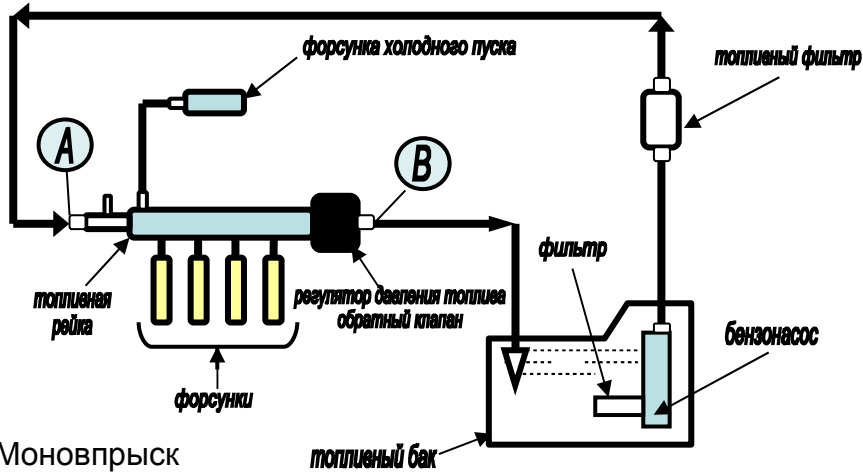 форсунка холодного пуска
топливный фильтр
A
B
фильтр
топливная
рейка
регулятор давления топлива
обратный клапан
бензонасос
форсунки
топливный бак
Моновпрыск